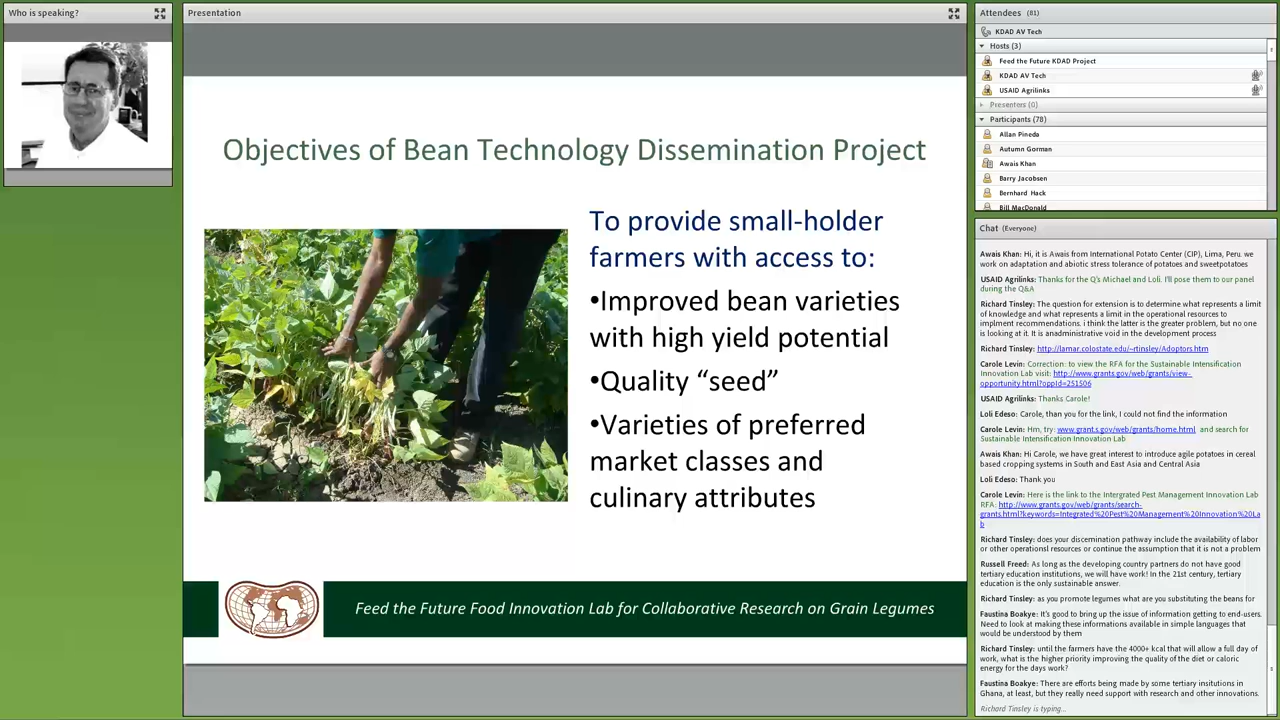 Who is speaking?
Presentation
Objectives of Bean Technology Dissemination Project
To provide small-holder
farmers with access to:
•Improved bean varieties
with high yield potential
•Quality “seed”
•Varieties of preferred
market classes and
culinary attributes
Feed the Future Food Innovation Lab for Collaborative Research on Grain Legumes
Attendees (81)
KDAD AV Tech
Hosts (3)
Feed the Future KDAD Project
KDAD AV Tech
USAID Agrilinks
Presenters (0)
Participants (78)
Allan Pineda
Autumn Gorman
Awais Khan
Barry Jacobsen
Bernhard Hack
Bill MacDonald
Chat (Everyone)
Awais Khan: Hi, it is Awais from International Potato Center (CIP), Lima, Peru. we
work on adaptation and abiotic stress tolerance of potatoes and sweetpotatoes
USAID Agrilinks: Thanks for the Q's Michael and Loli. I'll pose them to our panel
during the Q&A
Richard Tinsley: The question for extension is to determine what represents a limit
of knowledge and what represents a limit in the operational resources to
implment recommendations. i think the latter is the greater problem, but no one
is looking at it. It is anadministrative void in the development process
Richard Tinsley: http://lamar.colostate.edu/~rtinsley/Adoptors.htm
Carole Levin: Correction: to view the RFA for the Sustainable Intensification
Innovation Lab visit: http://www.grants.gov/web/grants/view-
opportunity.html?oppId=251506
USAID Agrilinks: Thanks Carole!
Loli Edeso: Carole, than you for the link, I could not find the information
Carole Levin: Hm, try: www.grant.s.gov/web/grants/home.html and search for
Sustainable Intensification Innovation Lab
Awais Khan: Hi Carole, we have great interest to introduce agile potatoes in cereal
based cropping systems in South and East Asia and Central Asia
Loli Edeso: Thank you
Carole Levin: Here is the link to the Intergrated Pest Management Innovation Lab
RFA: http://www.grants.gov/web/grants/search-
grants.html?keywords=Integrated%20Pest%20Management%20Innovation%20La
b
Richard Tinsley: does your discemination pathway include the availability of labor
or other operationsl resources or continue the assumption that it is not a problem
Russell Freed: As long as the developing country partners do not have good
tertiary education institutions, we will have work! In the 21st century, tertiary
education is the only sustainable answer.
Richard Tinsley: as you promote legumes what are you substituting the beans for
Faustina Boakye: It's good to bring up the issue of information getting to end-users.
Need to look at making these informations available in simple languages that
would be understood by them
Richard Tinsley: until the farmers have the 4000+ kcal that will allow a full day of
work, what is the higher priority improving the quality of the diet or caloric
energy for the days work?
Faustina Boakye: There are efforts being made by some tertiary insitutions in
Ghana, at least, but they really need support with research and other innovations.
Richard Tinsley is typing...